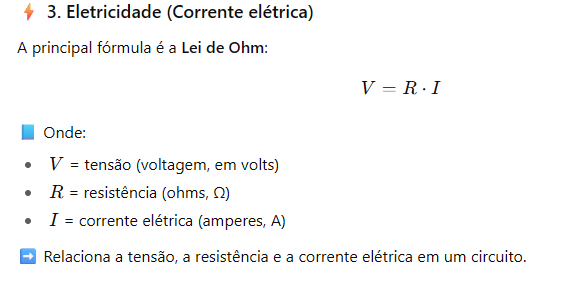 ⚡ 3. Eletricidade (Corrente elétrica)
A principal fórmula é a Lei de Ohm:
V = R · I
📘 Onde:
• V = tensão (voltagem, em volts)
• R = resistência (ohms, Ω)
• I = corrente elétrica (amperes, A)
➡️ Relaciona a tensão, a resistência e a corrente elétrica em um circuito.